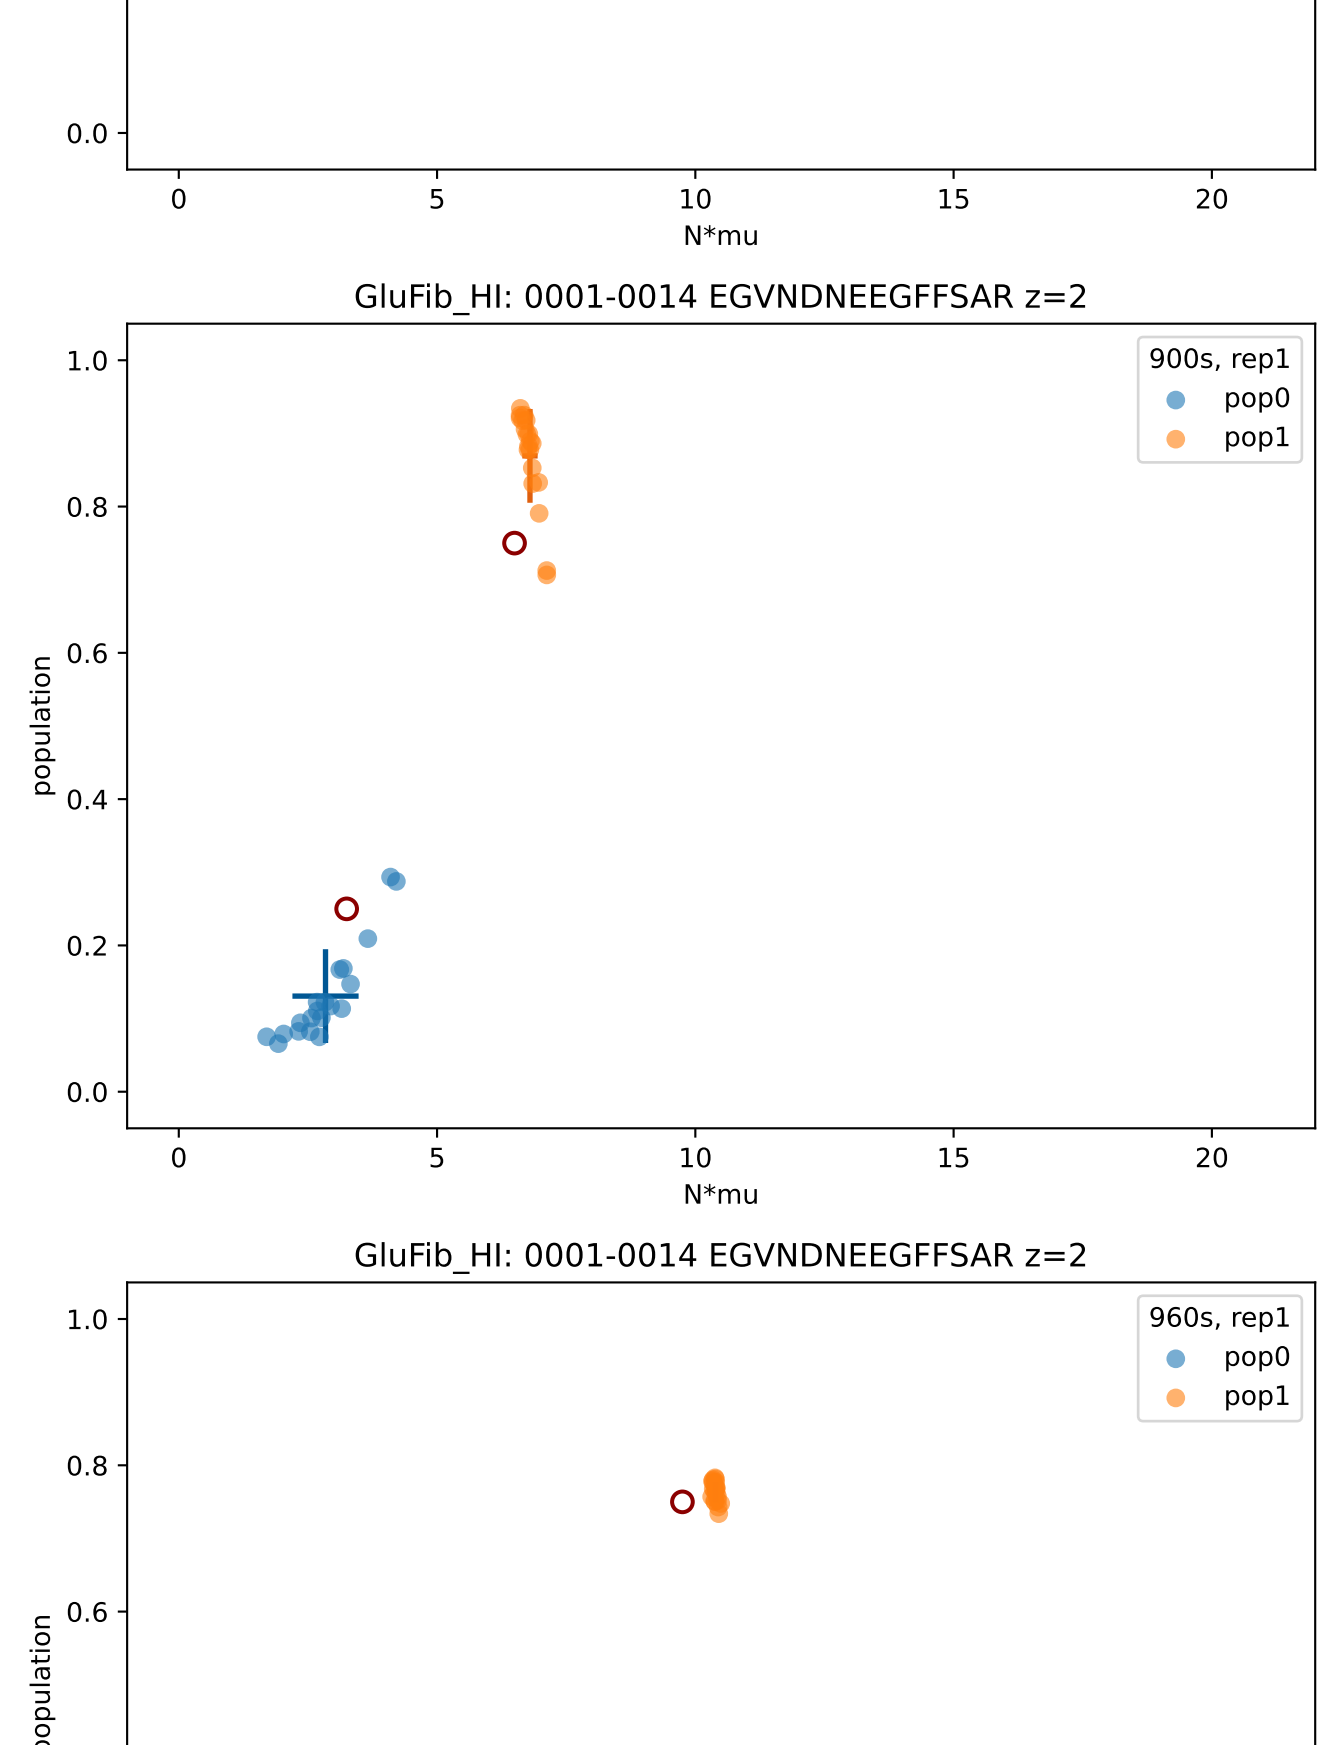 0.0
0 5 10 15 20
N*mu
GluFib_HI: 0001-0014 EGVNDNEEGFFSAR z=2
900s, rep1
pop0
pop1
1.0
0.8
0.6
0.4
0.2
0.0
population
0 5 10 15 20
N*mu
GluFib_HI: 0001-0014 EGVNDNEEGFFSAR z=2
960s, rep1
pop0
pop1
1.0
0.8
0.6
population